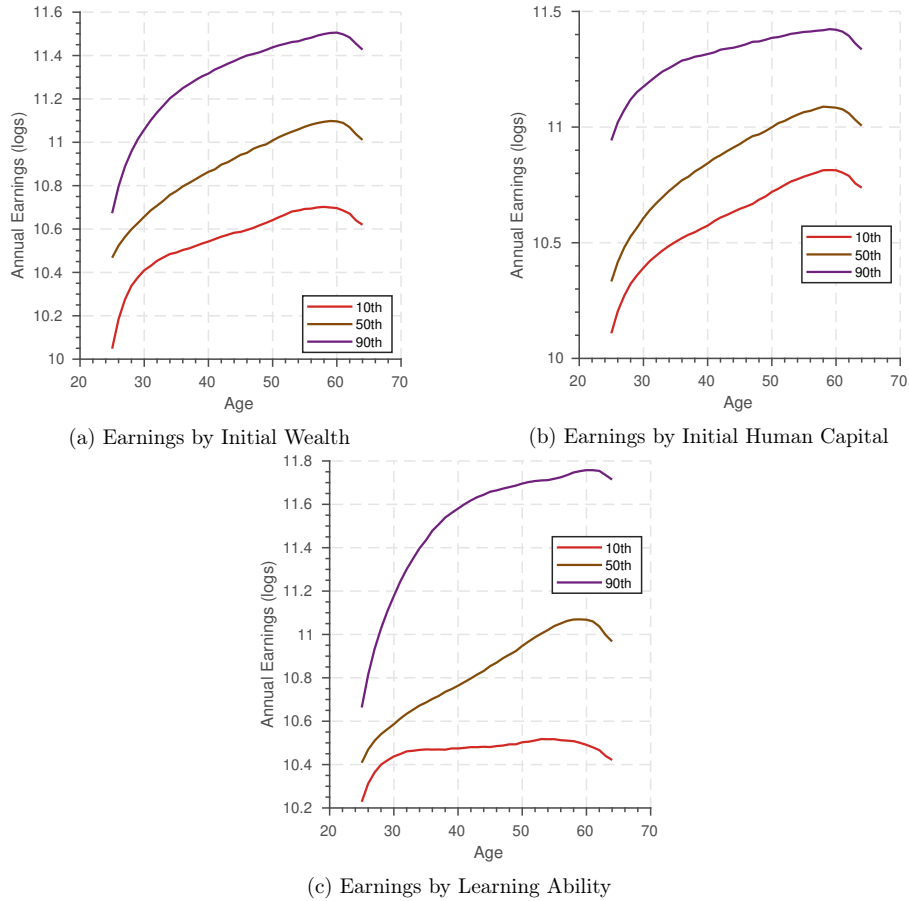 11.6
11.4
11.2
11
10.8
10.6
10.4
10.2
10
Annual Earnings (logs)
10th
50th
90th
20 30 40 50 60 70
Age
(a) Earnings by Initial Wealth
11.5
11
10.5
10
Annual Earnings (logs)
10th
50th
90th
20 30 40 50 60 70
Age
(b) Earnings by Initial Human Capital
11.8
11.6
11.4
11.2
11
10.8
10.6
10.4
10.2
Annual Earnings (logs)
10th
50th
90th
20 30 40 50 60 70
Age
(c) Earnings by Learning Ability